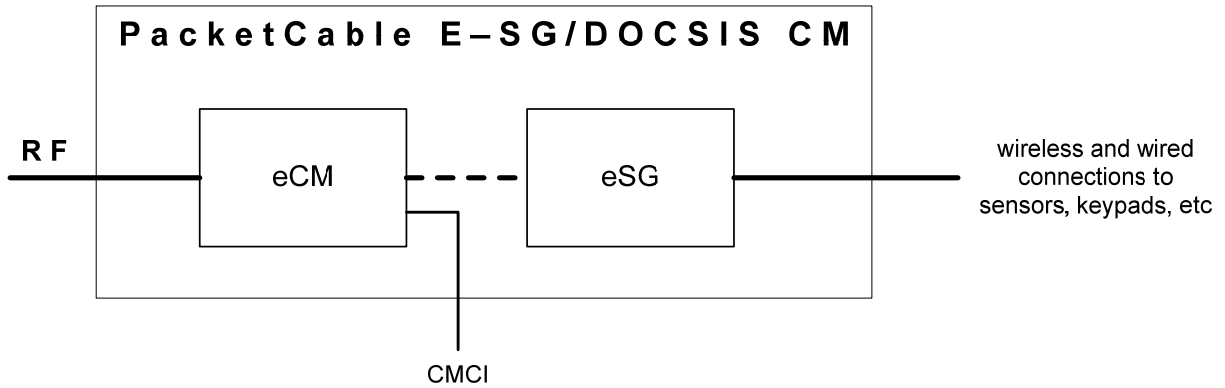 PacketCable E–SG/DOCSIS CM
RF
eCM
eSG
wireless and wired
connections to
sensors, keypads, etc
CMCI